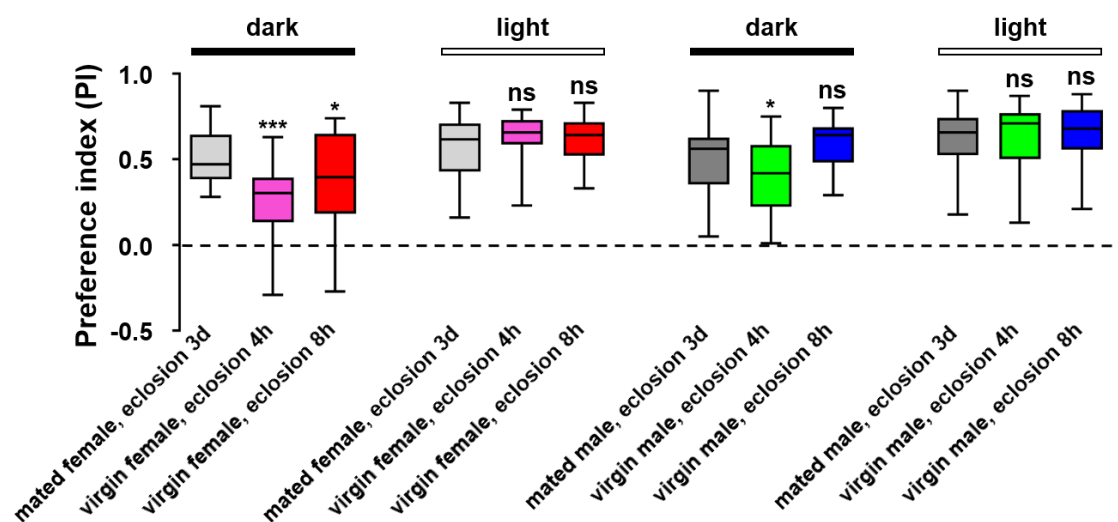 dark
light
dark
light
Preference index (PI)
1.0
0.5
0.0
-0.5
***
*
ns
ns
*
ns
ns
ns
mated female, eclosion 3d
virgin female, eclosion 4h
virgin female, eclosion 8h
mated female, eclosion 3d
virgin female, eclosion 4h
virgin female, eclosion 8h
mated male, eclosion 3d
virgin male, eclosion 4h
virgin male, eclosion 8h
mated male, eclosion 3d
virgin male, eclosion 4h
virgin male, eclosion 8h